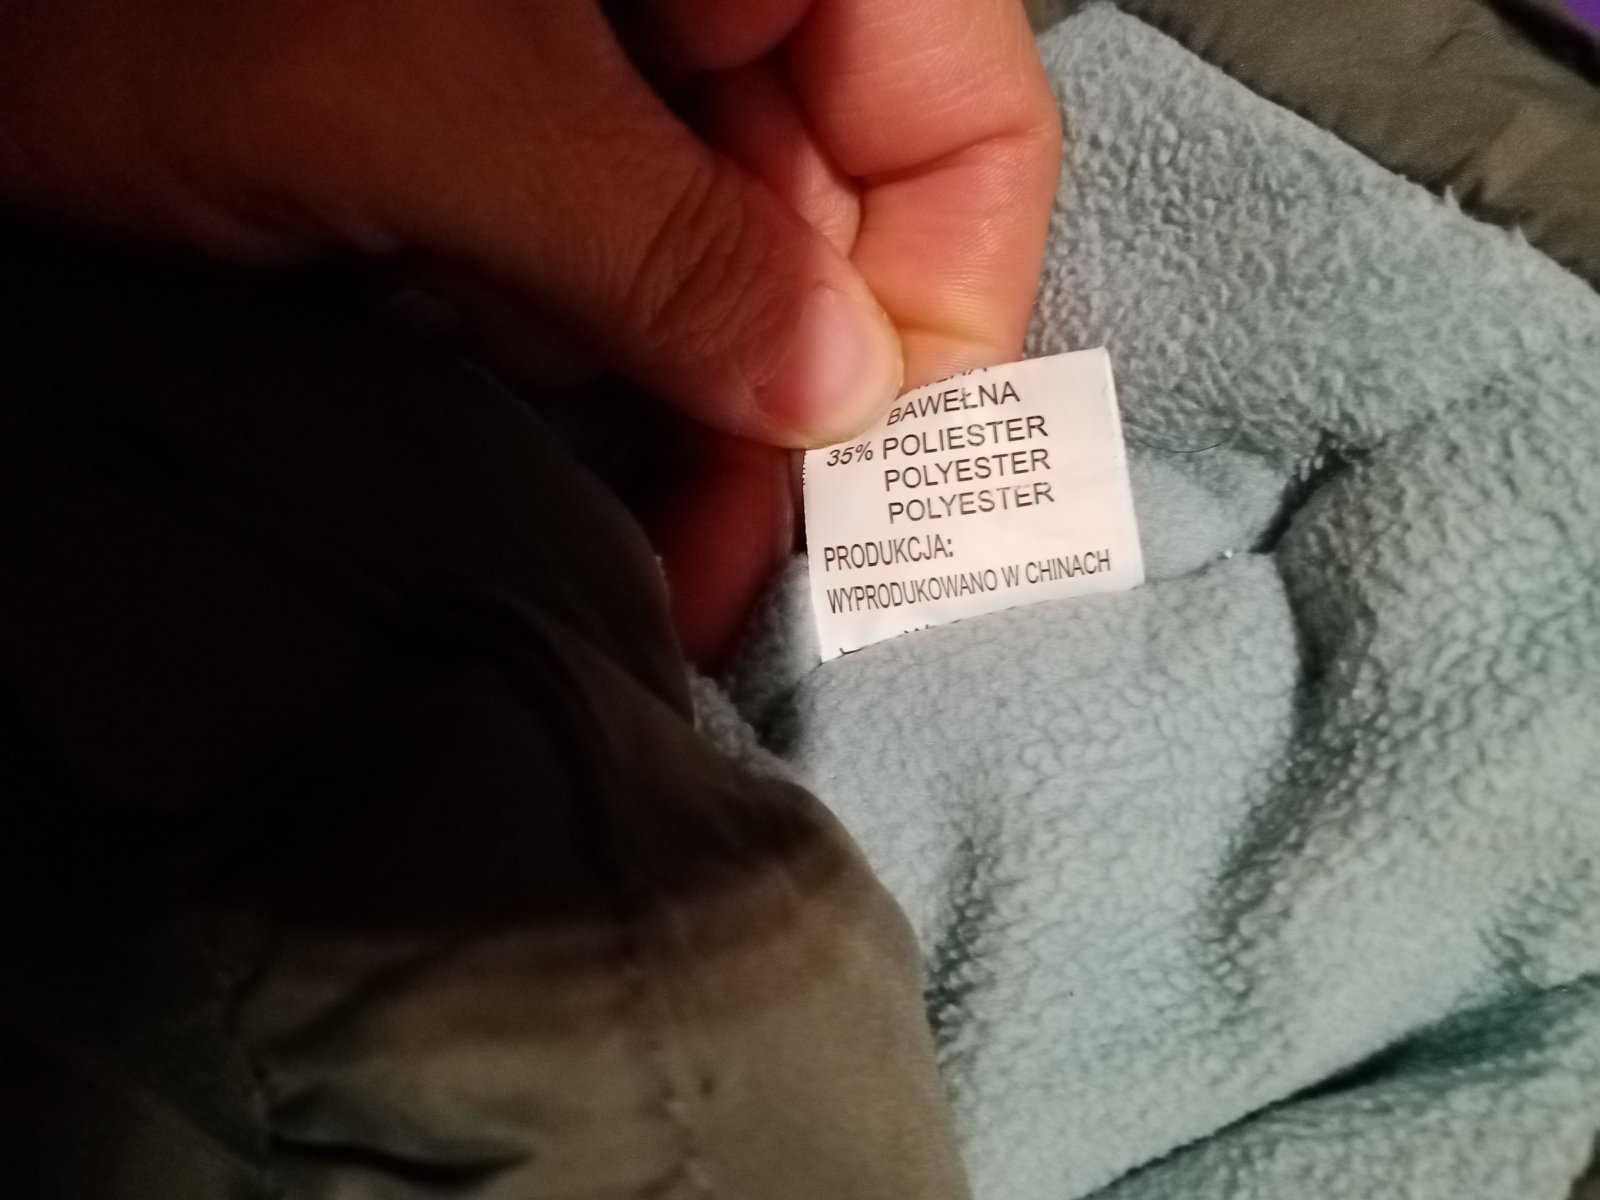 BAWEŁNA
35% POLIESTER
POLYESTER
POLYESTER
PRODUKCJA:
WYPRODUKOWANO W CHINACH